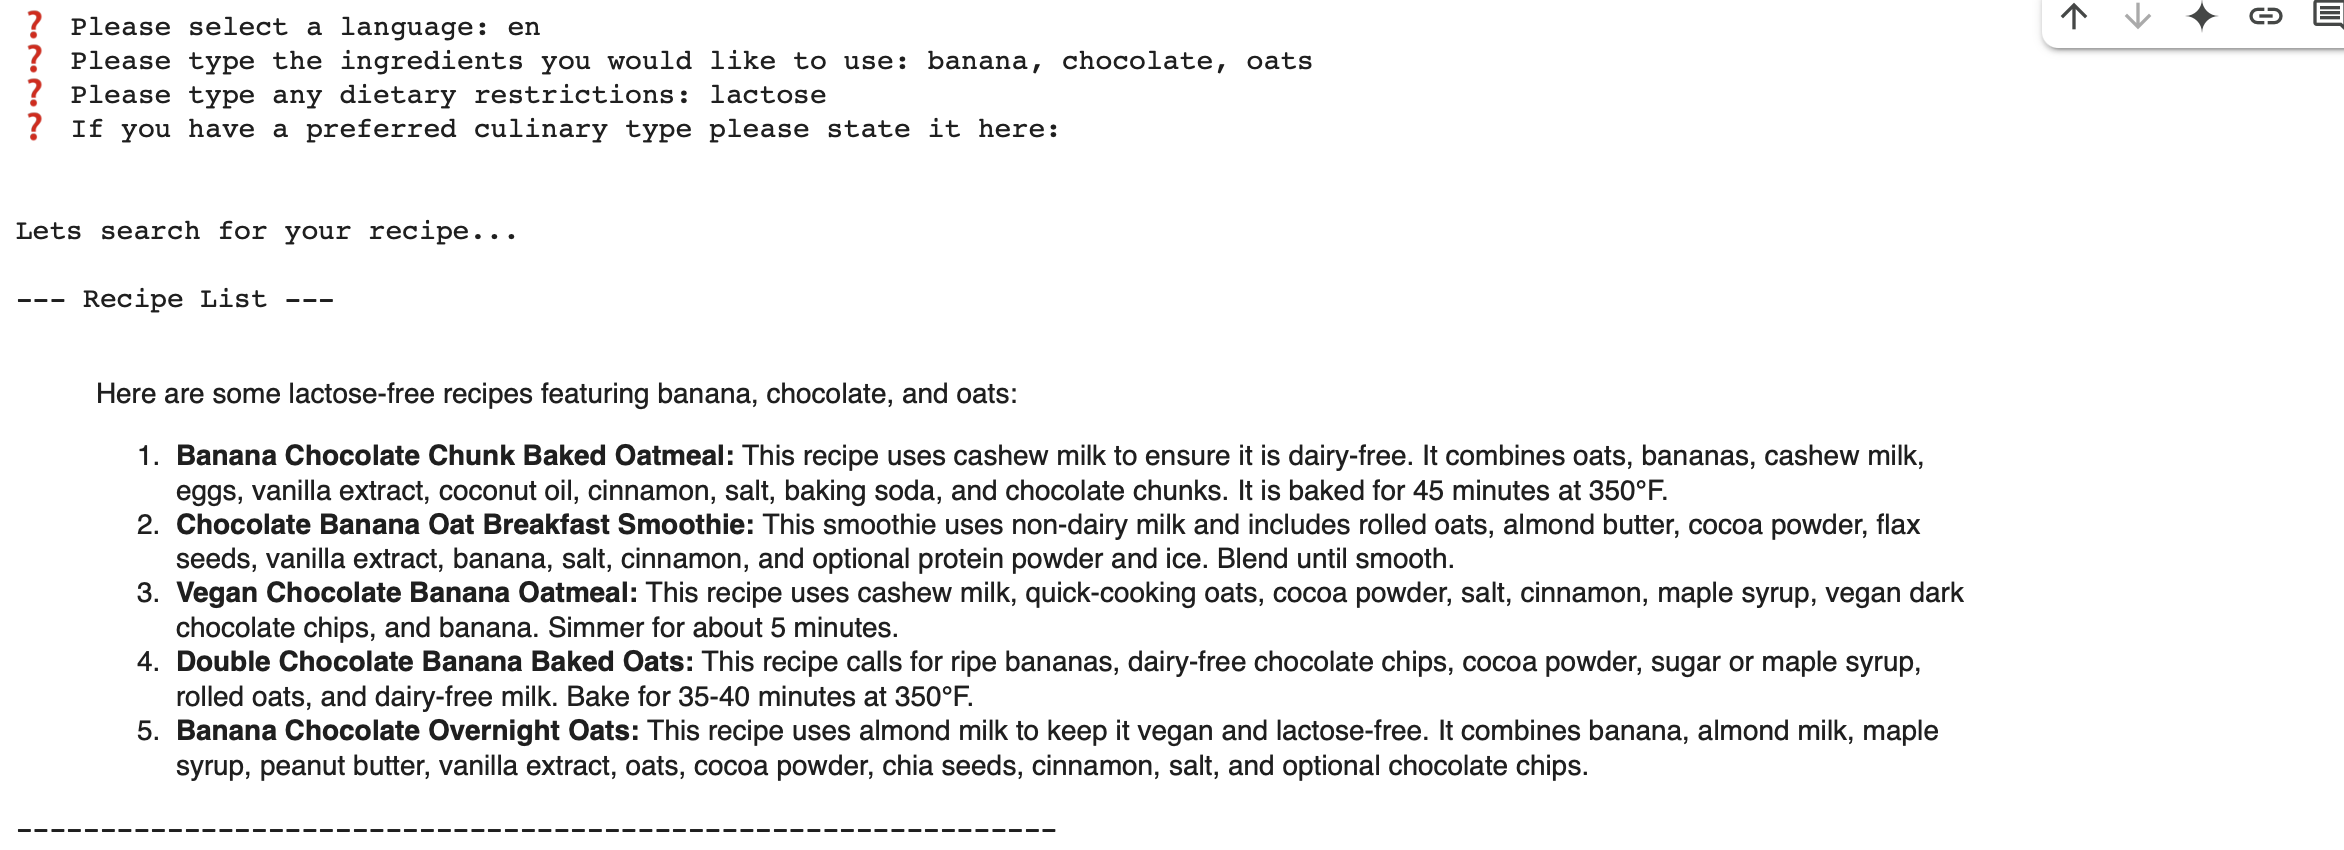 ❓ Please select a language: en
❓ Please type the ingredients you would like to use: banana, chocolate, oats
❓ Please type any dietary restrictions: lactose
❓ If you have a preferred culinary type please state it here:
Lets search for your recipe...
--- Recipe List ---
Here are some lactose-free recipes featuring banana, chocolate, and oats:
1. Banana Chocolate Chunk Baked Oatmeal: This recipe uses cashew milk to ensure it is dairy-free. It combines oats, bananas, cashew milk,
eggs, vanilla extract, coconut oil, cinnamon, salt, baking soda, and chocolate chunks. It is baked for 45 minutes at 350°F.
2. Chocolate Banana Oat Breakfast Smoothie: This smoothie uses non-dairy milk and includes rolled oats, almond butter, cocoa powder, flax
seeds, vanilla extract, banana, salt, cinnamon, and optional protein powder and ice. Blend until smooth.
3. Vegan Chocolate Banana Oatmeal: This recipe uses cashew milk, quick-cooking oats, cocoa powder, salt, cinnamon, maple syrup, vegan dark
chocolate chips, and banana. Simmer for about 5 minutes.
4. Double Chocolate Banana Baked Oats: This recipe calls for ripe bananas, dairy-free chocolate chips, cocoa powder, sugar or maple syrup,
rolled oats, and dairy-free milk. Bake for 35-40 minutes at 350°F.
5. Banana Chocolate Overnight Oats: This recipe uses almond milk to keep it vegan and lactose-free. It combines banana, almond milk, maple
syrup, peanut butter, vanilla extract, oats, cocoa powder, chia seeds, cinnamon, salt, and optional chocolate chips.
--------------------------------------------------------------